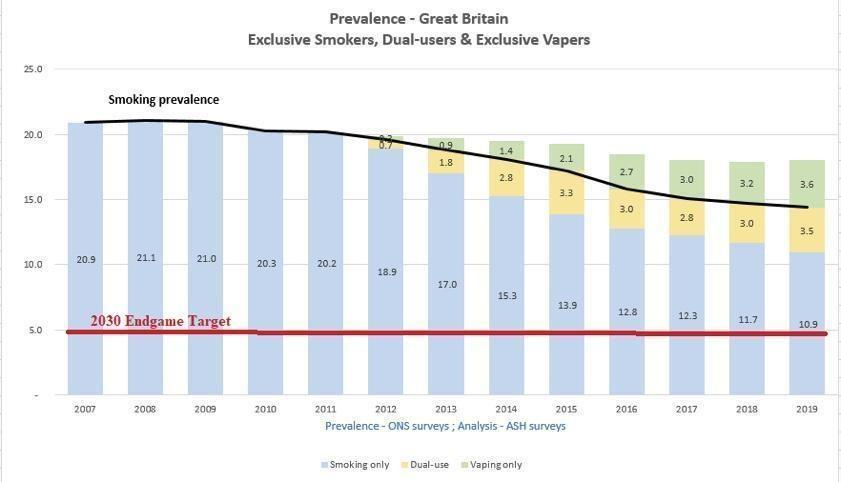 Prevalence - Great Britain
Exclusive Smokers, Dual-users & Exclusive Vapers
25.0
Smoking prevalence
20.0
0.7
0.9
1.8
1.4
2.8
2.1
3.3
2.7
3.0
3.0
2.8
3.2
3.0
3.6
3.5
15.0
10.0
20.9 21.1 21.0 20.3 20.2 18.9 17.0 15.3 13.9 12.8 12.3 11.7 10.9
2030 Endgame Target
5.0
-
2007 2008 2009 2010 2011 2012 2013 2014 2015 2016 2017 2018 2019
Prevalence - ONS surveys ; Analysis - ASH surveys
Smoking only Dual-use Vaping only